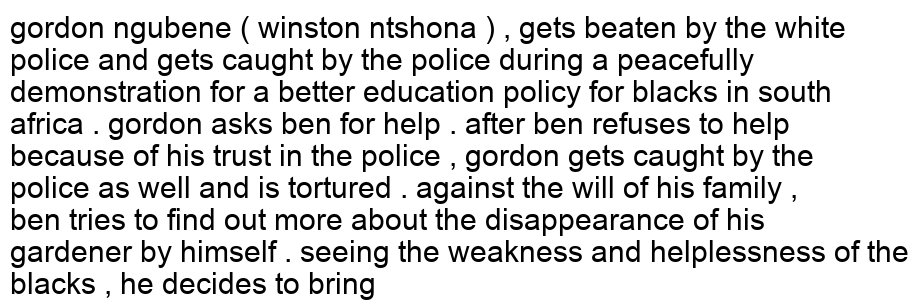 gordon ngubene ( winston ntshona ) , gets beaten by the white
police and gets caught by the police during a peacefully
demonstration for a better education policy for blacks in south
africa . gordon asks ben for help . after ben refuses to help
because of his trust in the police , gordon gets caught by the
police as well and is tortured . against the will of his family ,
ben tries to find out more about the disappearance of his
gardener by himself . seeing the weakness and helplessness of the
blacks , he decides to bring